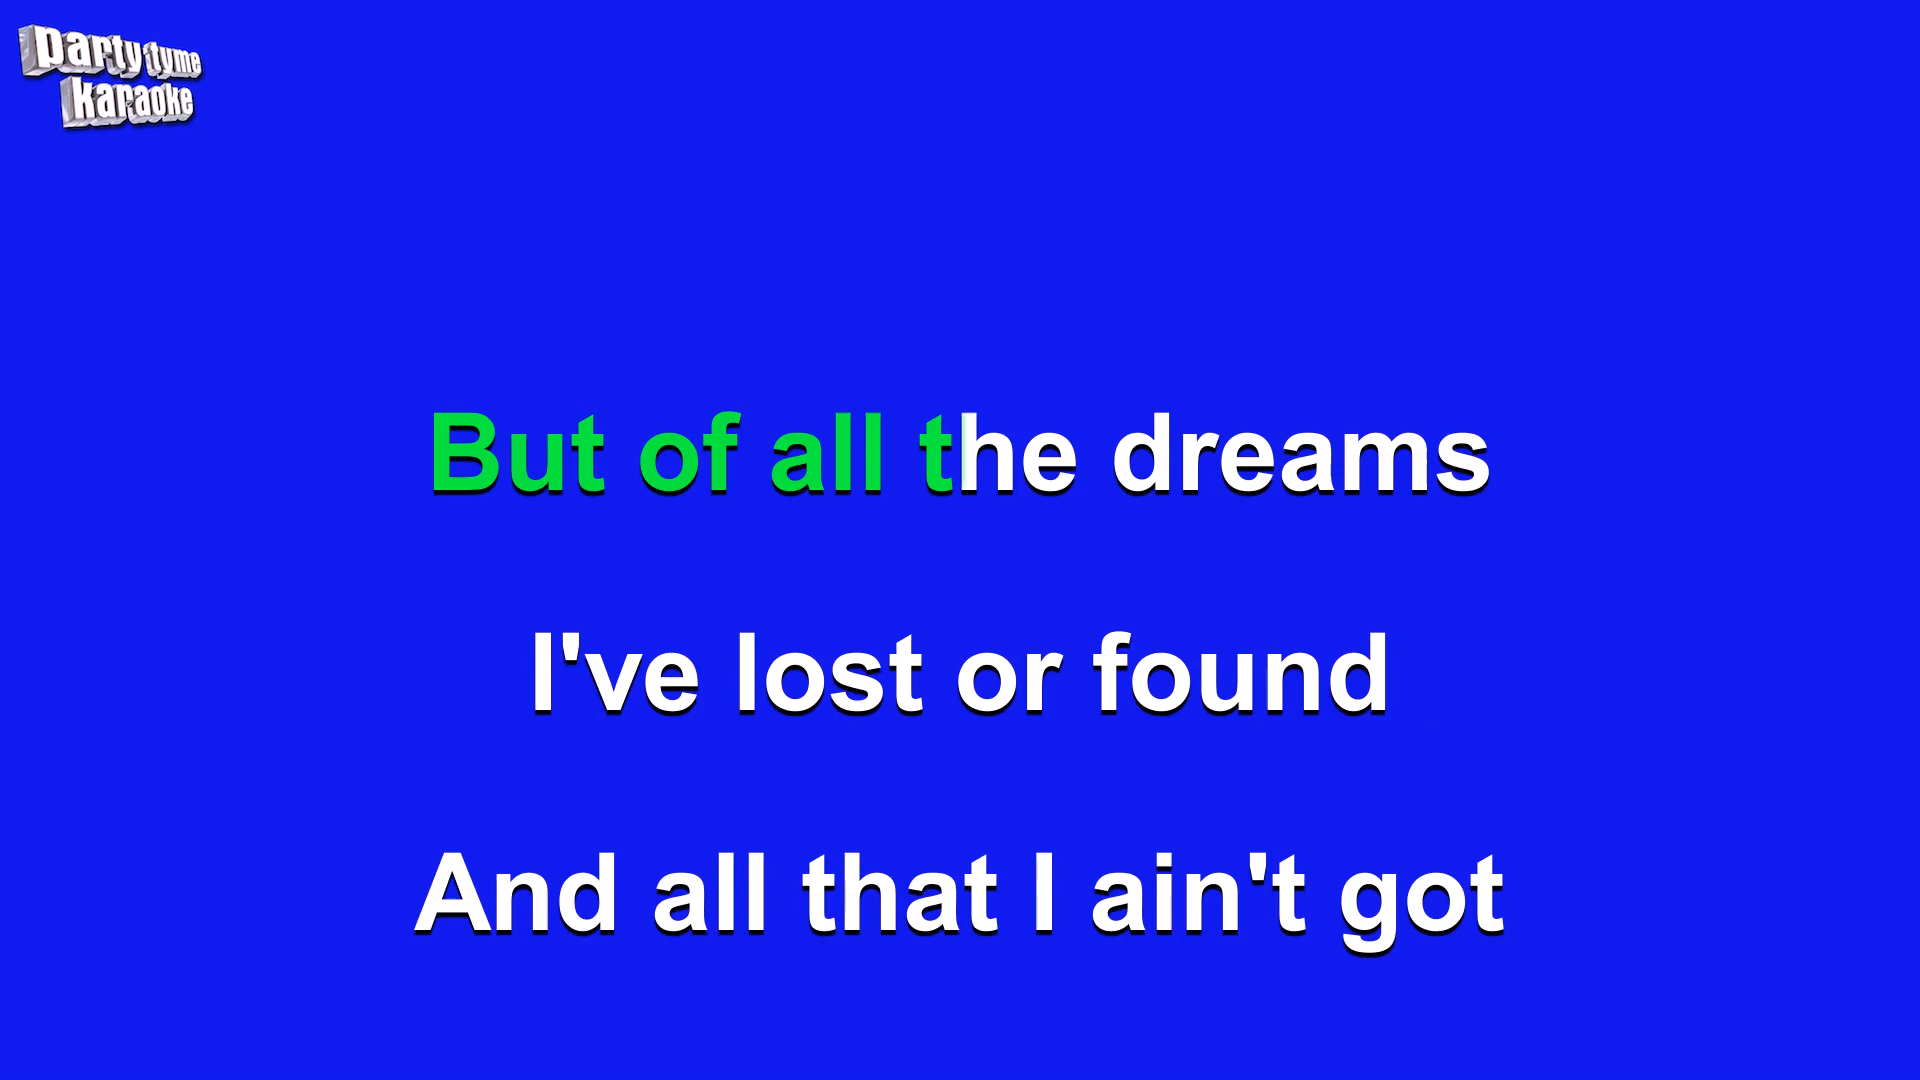 party tyme
karaoke
But of all the dreams
I've lost or found
And all that I ain't got